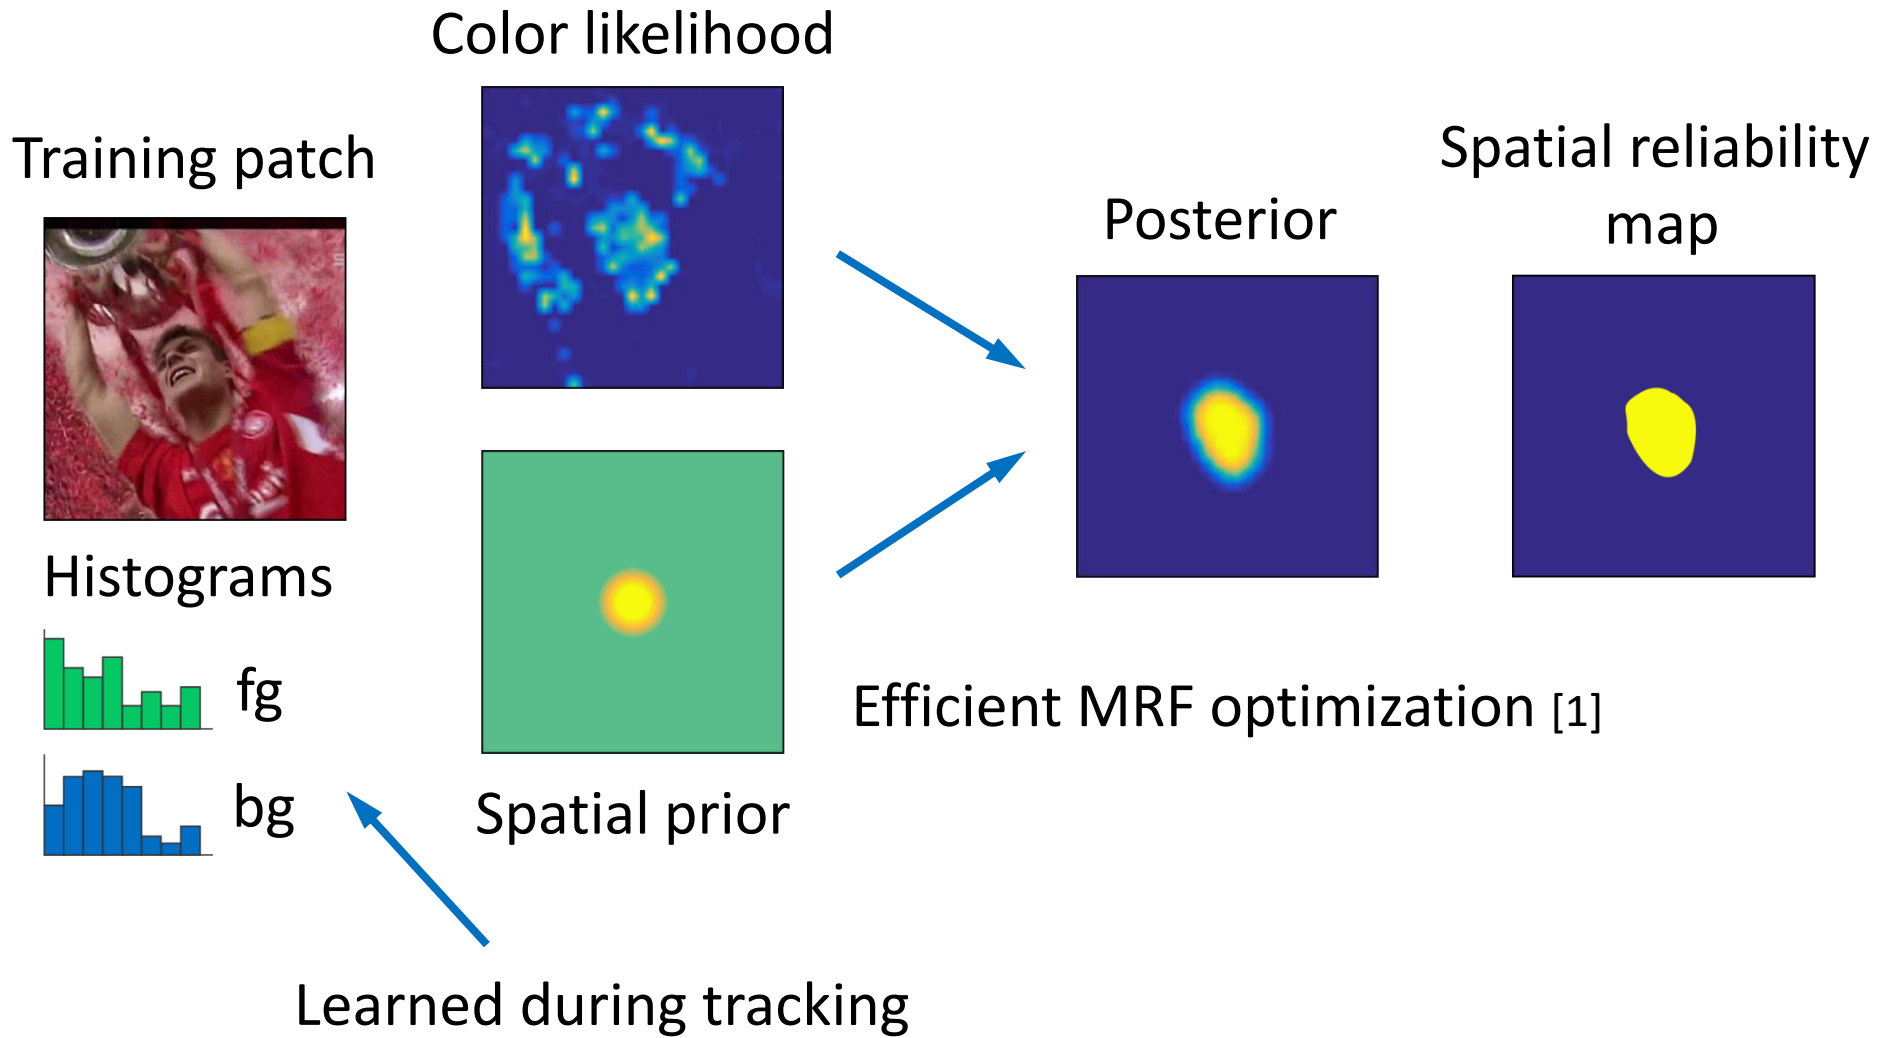 Color likelihood
Training patch
Spatial reliability
map
Posterior
Histograms
fg
bg
Efficient MRF optimization [1]
Spatial prior
Learned during tracking